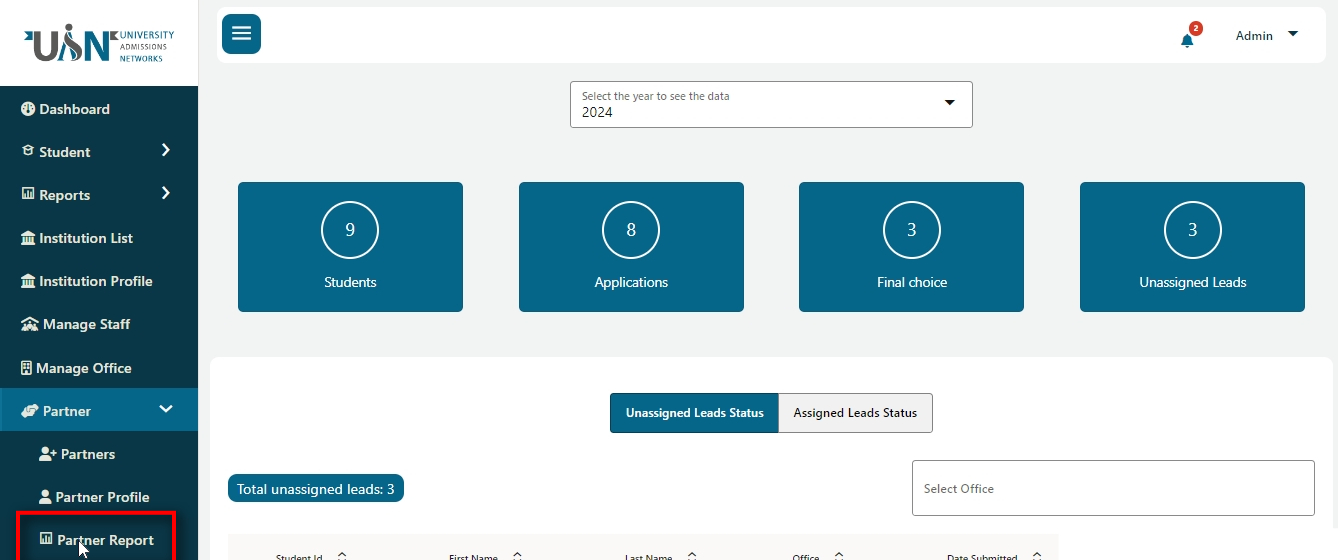 UAN UNIVERSITY
ADMISSIONS
NETWORKS
2
Admin
Dashboard
Student
Reports
Institution List
Institution Profile
Manage Staff
Manage Office
Partner
Partners
Partner Profile
Partner Report
Select the year to see the data
2024
9
Students
8
Applications
3
Final choice
3
Unassigned Leads
Unassigned Leads Status
Assigned Leads Status
Total unassigned leads: 3
Select Office
Student Id
First Name
Last Name
Office
Date Submitted